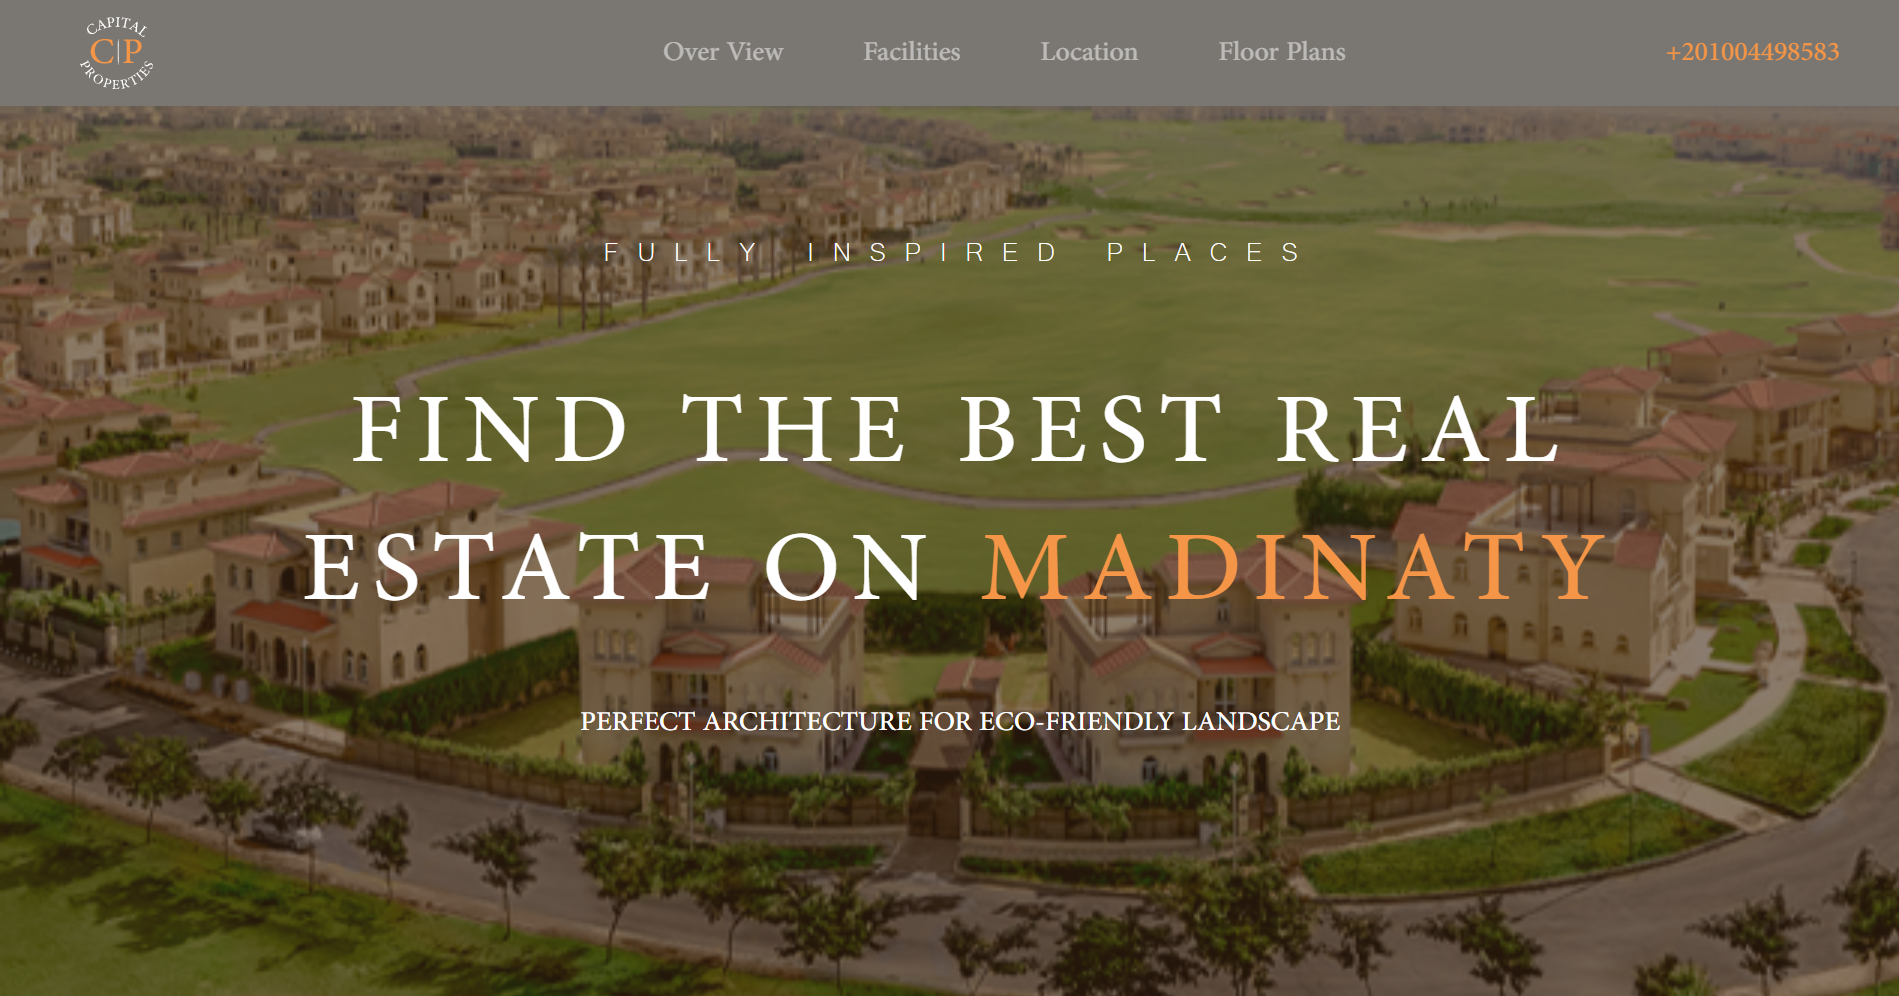 CAPITAL
C|P
PROPERTIES
Over View
Facilities
Location
Floor Plans
+201004498583
FULLY INSPIRED PLACES
FIND THE BEST REAL
ESTATE ON MADINATY
PERFECT ARCHITECTURE FOR ECO-FRIENDLY LANDSCAPE